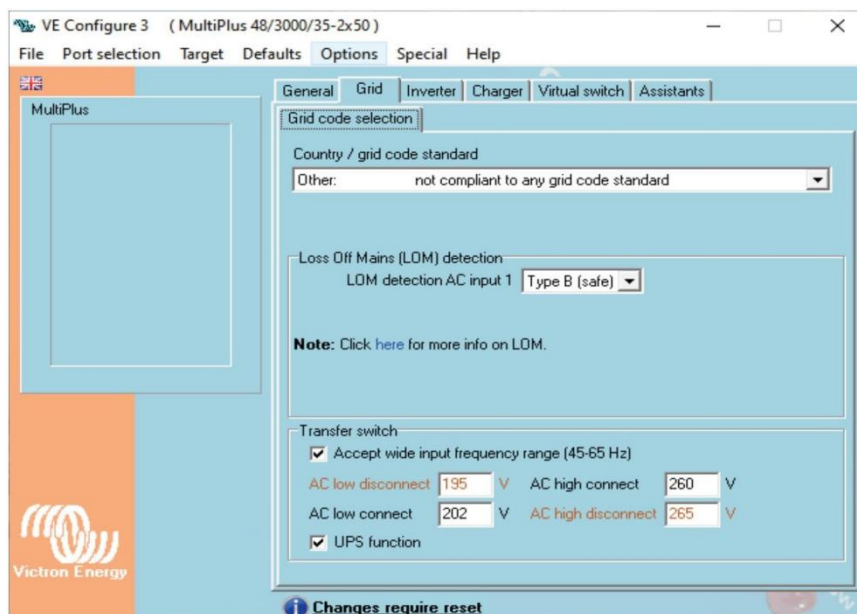 VE Configure 3 ( MultiPlus 48/3000/35-2x50 )
File Port selection Target Defaults Options Special Help
MultiPlus
General Grid Inverter Charger Virtual switch Assistants
Grid code selection
Country / grid code standard
Other: not compliant to any grid code standard
Loss Off Mains (LOM) detection
LOM detection AC input 1 Type B (safe)
Note: Click here for more info on LOM.
Transfer switch
Accept wide input frequency range (45-65 Hz)
AC low disconnect 195 V AC high connect 260 V
AC low connect 202 V AC high disconnect 265 V
UPS function
Victron Energy
Changes require reset